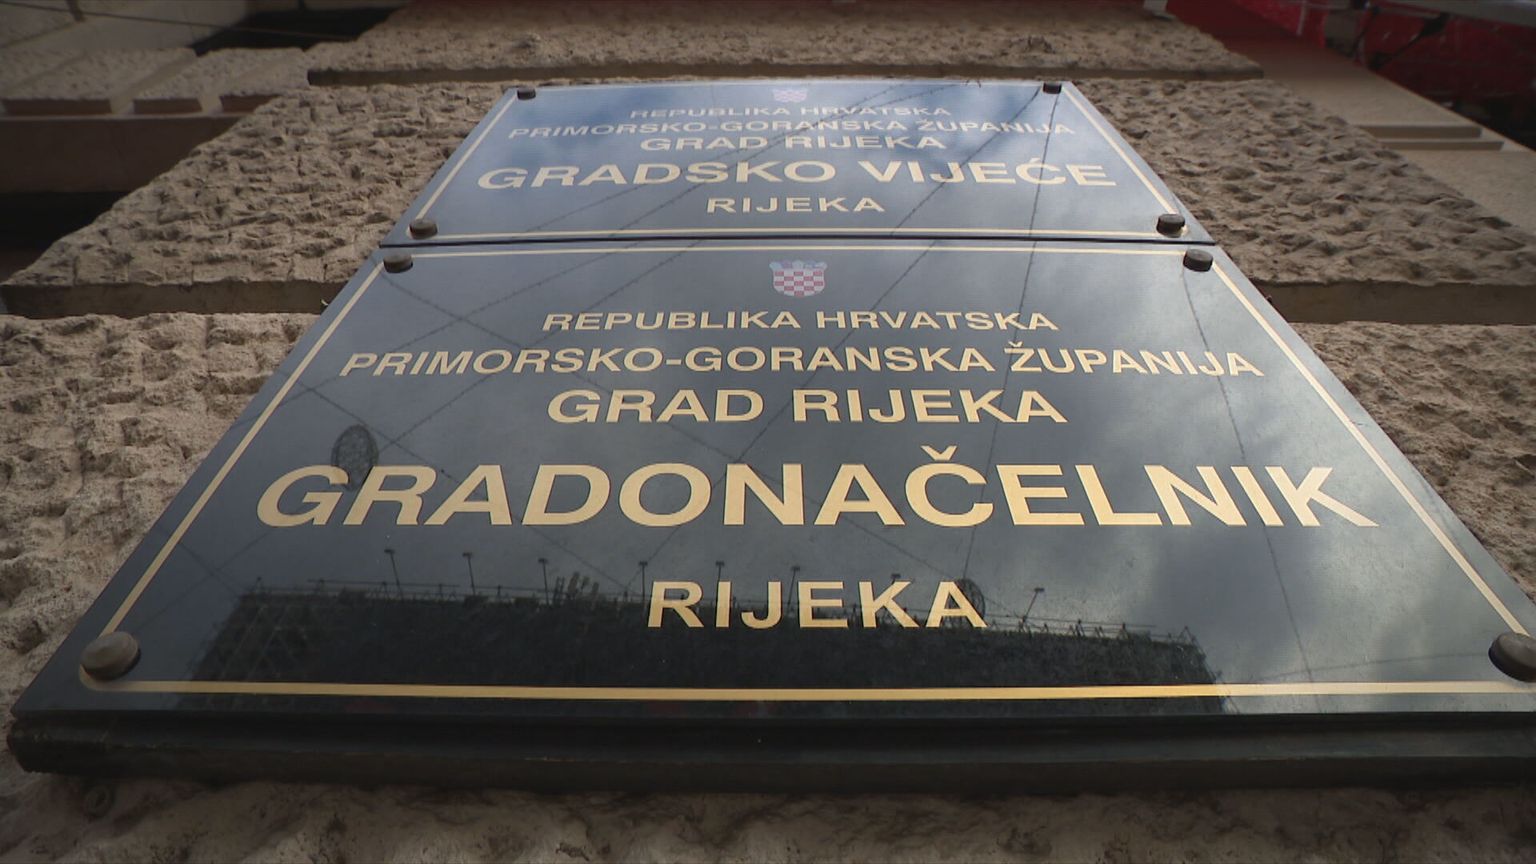 REPUBLIKA HRVATSKA
PRIMORSKO-GORANSKA ŽUPANIJA
GRAD RIJEKA
GRADSKO VIJEĆE
RIJEKA
REPUBLIKA HRVATSKA
PRIMORSKO-GORANSKA ŽUPANIJA
GRAD RIJEKA
GRADONAČELNIK
RIJEKA